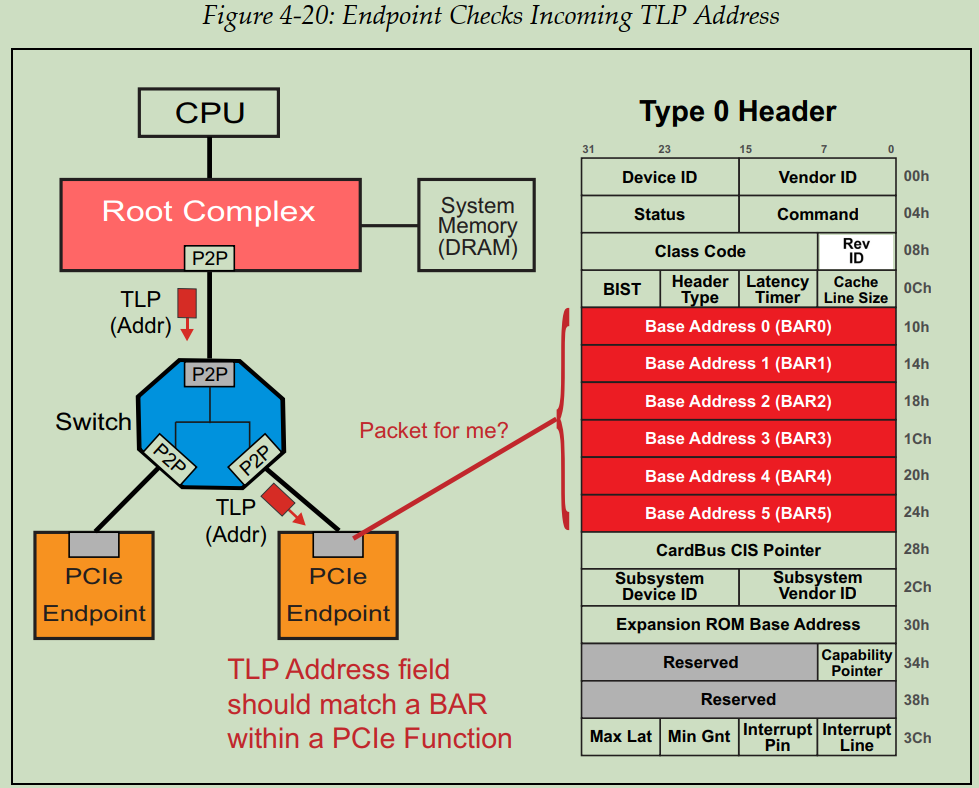 Figure 4-20: Endpoint Checks Incoming TLP Address
CPU
Root Complex
P2P
System
Memory
(DRAM)
TLP
(Addr)
P2P
Switch
P2P
P2P
TLP
(Addr)
Packet for me?
PCIe
Endpoint
PCIe
Endpoint
TLP Address field
should match a BAR
within a PCIe Function
Type 0 Header
31 23 15 7 0
Device ID Vendor ID 00h
Status Command 04h
Class Code Rev ID 08h
BIST Header Type Latency Timer Cache Line Size 0Ch
Base Address 0 (BAR0) 10h
Base Address 1 (BAR1) 14h
Base Address 2 (BAR2) 18h
Base Address 3 (BAR3) 1Ch
Base Address 4 (BAR4) 20h
Base Address 5 (BAR5) 24h
CardBus CIS Pointer 28h
Subsystem Device ID Subsystem Vendor ID 2Ch
Expansion ROM Base Address 30h
Reserved Capability Pointer 34h
Reserved 38h
Max Lat Min Gnt Interrupt Pin Interrupt Line 3Ch